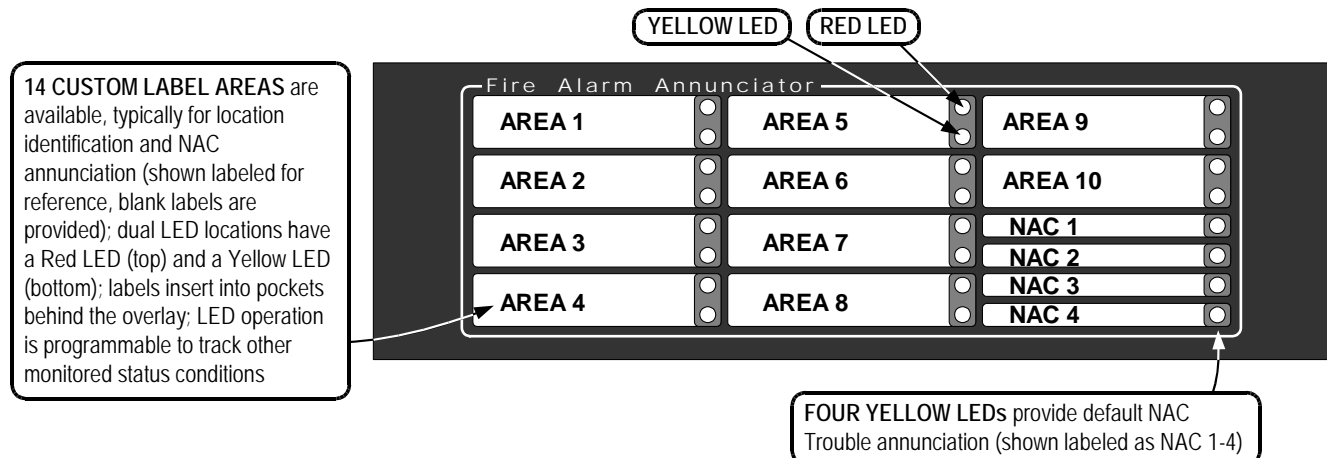 YELLOW LED
RED LED
14 CUSTOM LABEL AREAS are
available, typically for location
identification and NAC
annunciation (shown labeled for
reference, blank labels are
provided); dual LED locations have
a Red LED (top) and a Yellow LED
(bottom); labels insert into pockets
behind the overlay; LED operation
is programmable to track other
monitored status conditions
Fire Alarm Annunciator
AREA 1
AREA 2
AREA 3
AREA 4
AREA 5
AREA 6
AREA 7
AREA 8
AREA 9
AREA 10
NAC 1
NAC 2
NAC 3
NAC 4
FOUR YELLOW LEDs provide default NAC
Trouble annunciation (shown labeled as NAC 1-4)